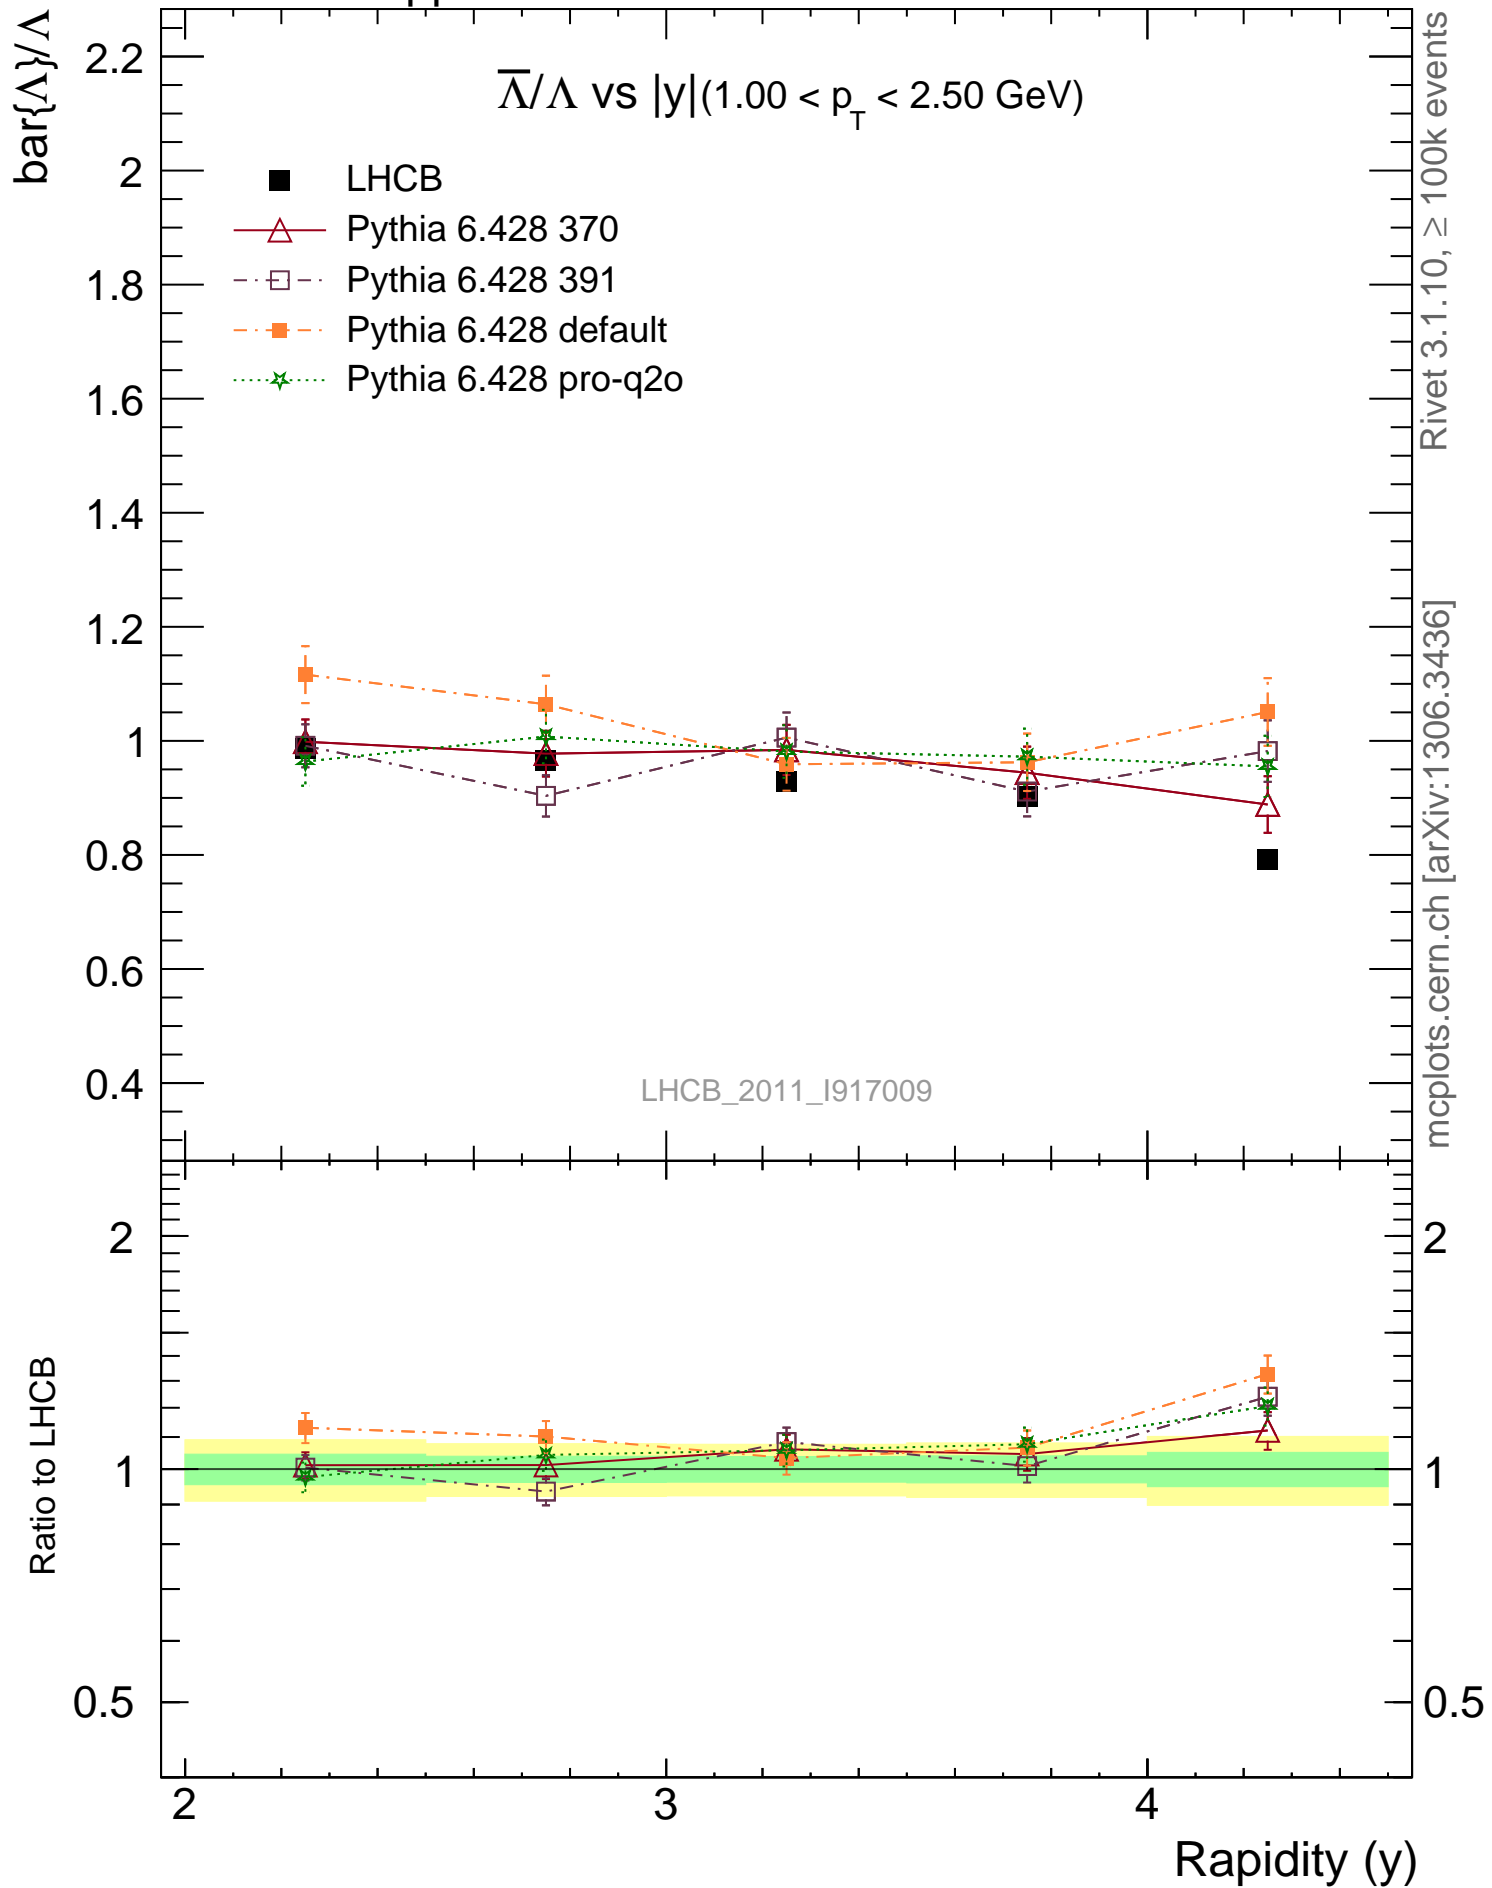 bar{Λ}/Λ
Λ̅/Λ vs |y|(1.00 < p_T < 2.50 GeV)
LHCB
Pythia 6.428 370
Pythia 6.428 391
Pythia 6.428 default
Pythia 6.428 pro-q2o
2.2
2
1.8
1.6
1.4
1.2
1
0.8
0.6
0.4
LHCB_2011_I917009
Rivet 3.1.10, ≥ 100k events
mcplots.cern.ch [arXiv:1306.3436]
Ratio to LHCB
2
1
0.5
2
1
0.5
2
3
4
Rapidity (y)